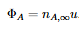 Φ_A = n_{A,∞} u.